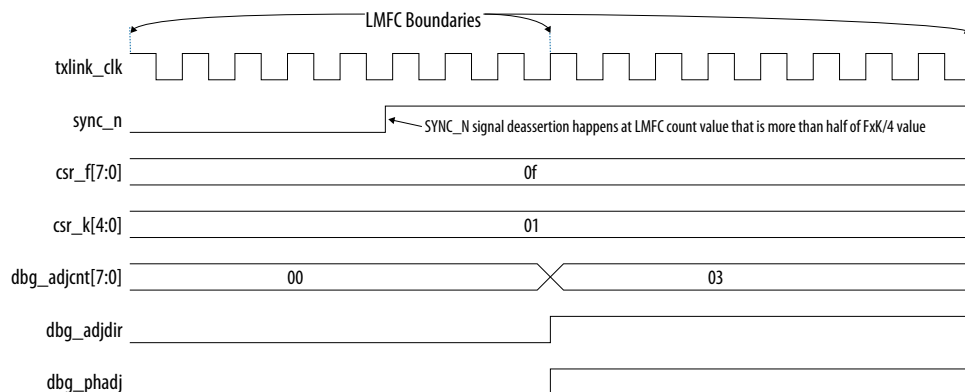 LMFC Boundaries
txlink_clk
sync_n
SYNC_N signal deassertion happens at LMFC count value that is more than half of FxK/4 value
csr_f[7:0]
0f
csr_k[4:0]
01
dbg_adjcnt[7:0]
00
03
dbg_adjdir
dbg_phadj